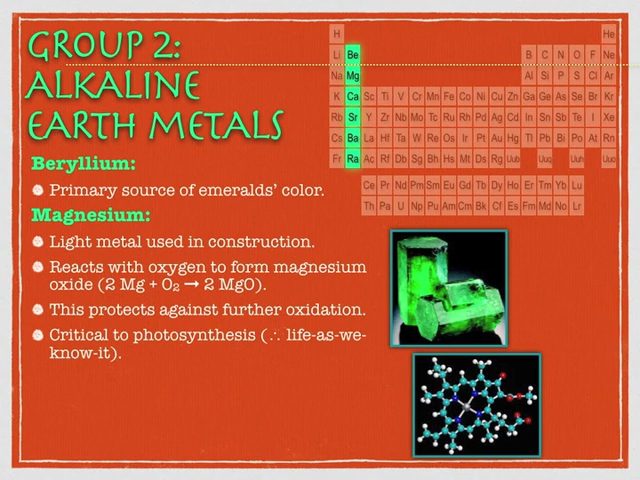 Group 2:
Alkaline
Earth Metals
Beryllium:
Primary source of emeralds’ color.
Magnesium:
Light metal used in construction.
Reacts with oxygen to form magnesium
oxide (2 Mg + O₂ → 2 MgO).
This protects against further oxidation.
Critical to photosynthesis (∴ life-as-we-
know-it).
H He
Li Be B C N O F Ne
Na Mg Al Si P S Cl Ar
K Ca Sc Ti V Cr Mn Fe Co Ni Cu Zn Ga Ge As Se Br Kr
Rb Sr Y Zr Nb Mo Tc Ru Rh Pd Ag Cd In Sn Sb Te I Xe
Cs Ba La Hf Ta W Re Os Ir Pt Au Hg Tl Pb Bi Po At Rn
Fr Ra Ac Rf Db Sg Bh Hs Mt Ds Rg Uub Uuq Uuh Uuo
Ce Pr Nd Pm Sm Eu Gd Tb Dy Ho Er Tm Yb Lu
Th Pa U Np Pu Am Cm Bk Cf Es Fm Md No Lr